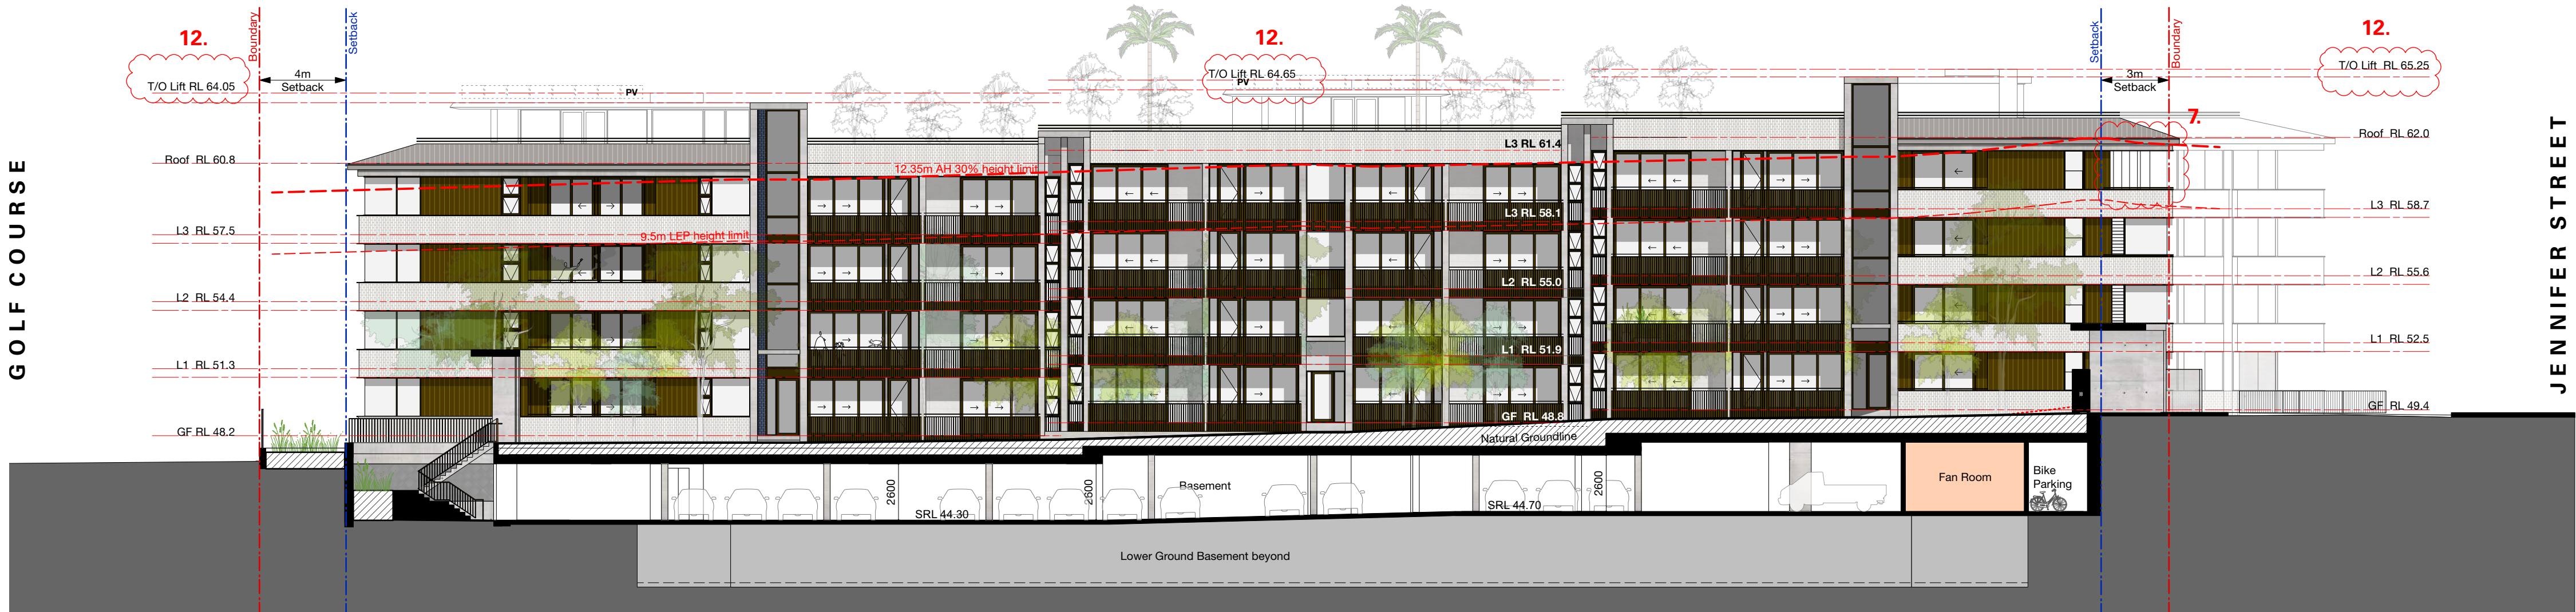 12.
T/O Lift RL 64.05
Boundary
Setback
4m
Setback
PV
12.
T/O Lift RL 64.65
PV
Setback
Boundary
3m
Setback
12.
T/O Lift RL 65.25
7.
GOLF COURSE
JENNIFER STREET
Roof RL 60.8
L3 RL 57.5
L2 RL 54.4
L1 RL 51.3
GF RL 48.2
12.35m AH 30% height limit
9.5m LEP height limit
L3 RL 61.4
L3 RL 58.1
L2 RL 55.0
L1 RL 51.9
GF RL 48.8
Roof RL 62.0
L3 RL 58.7
L2 RL 55.6
L1 RL 52.5
GF RL 49.4
Natural Groundline
2600
2600
Basement
2600
SRL 44.30
SRL 44.70
Fan Room
Bike
Parking
Lower Ground Basement beyond